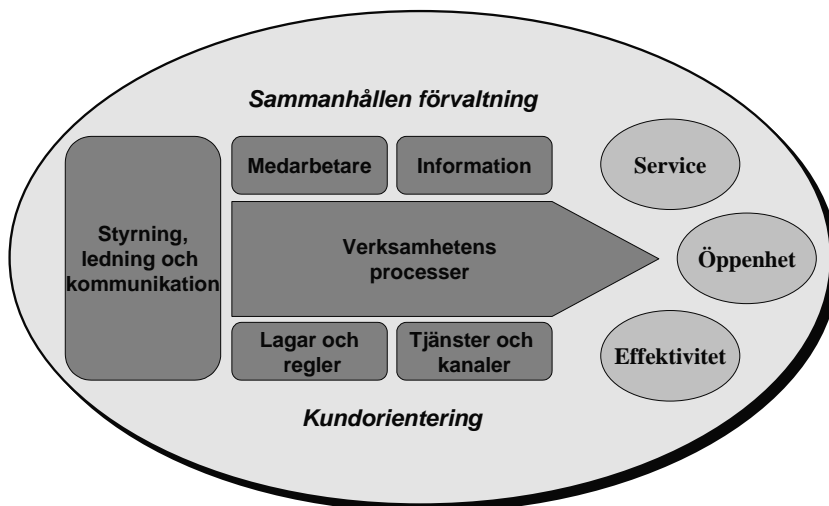 Sammanhållen förvaltning
Medarbetare
Information
Service
Styrning,
ledning och
kommunikation
Verksamhetens
processer
Öppenhet
Lagar och
regler
Tjänster och
kanaler
Effektivitet
Kundorientering